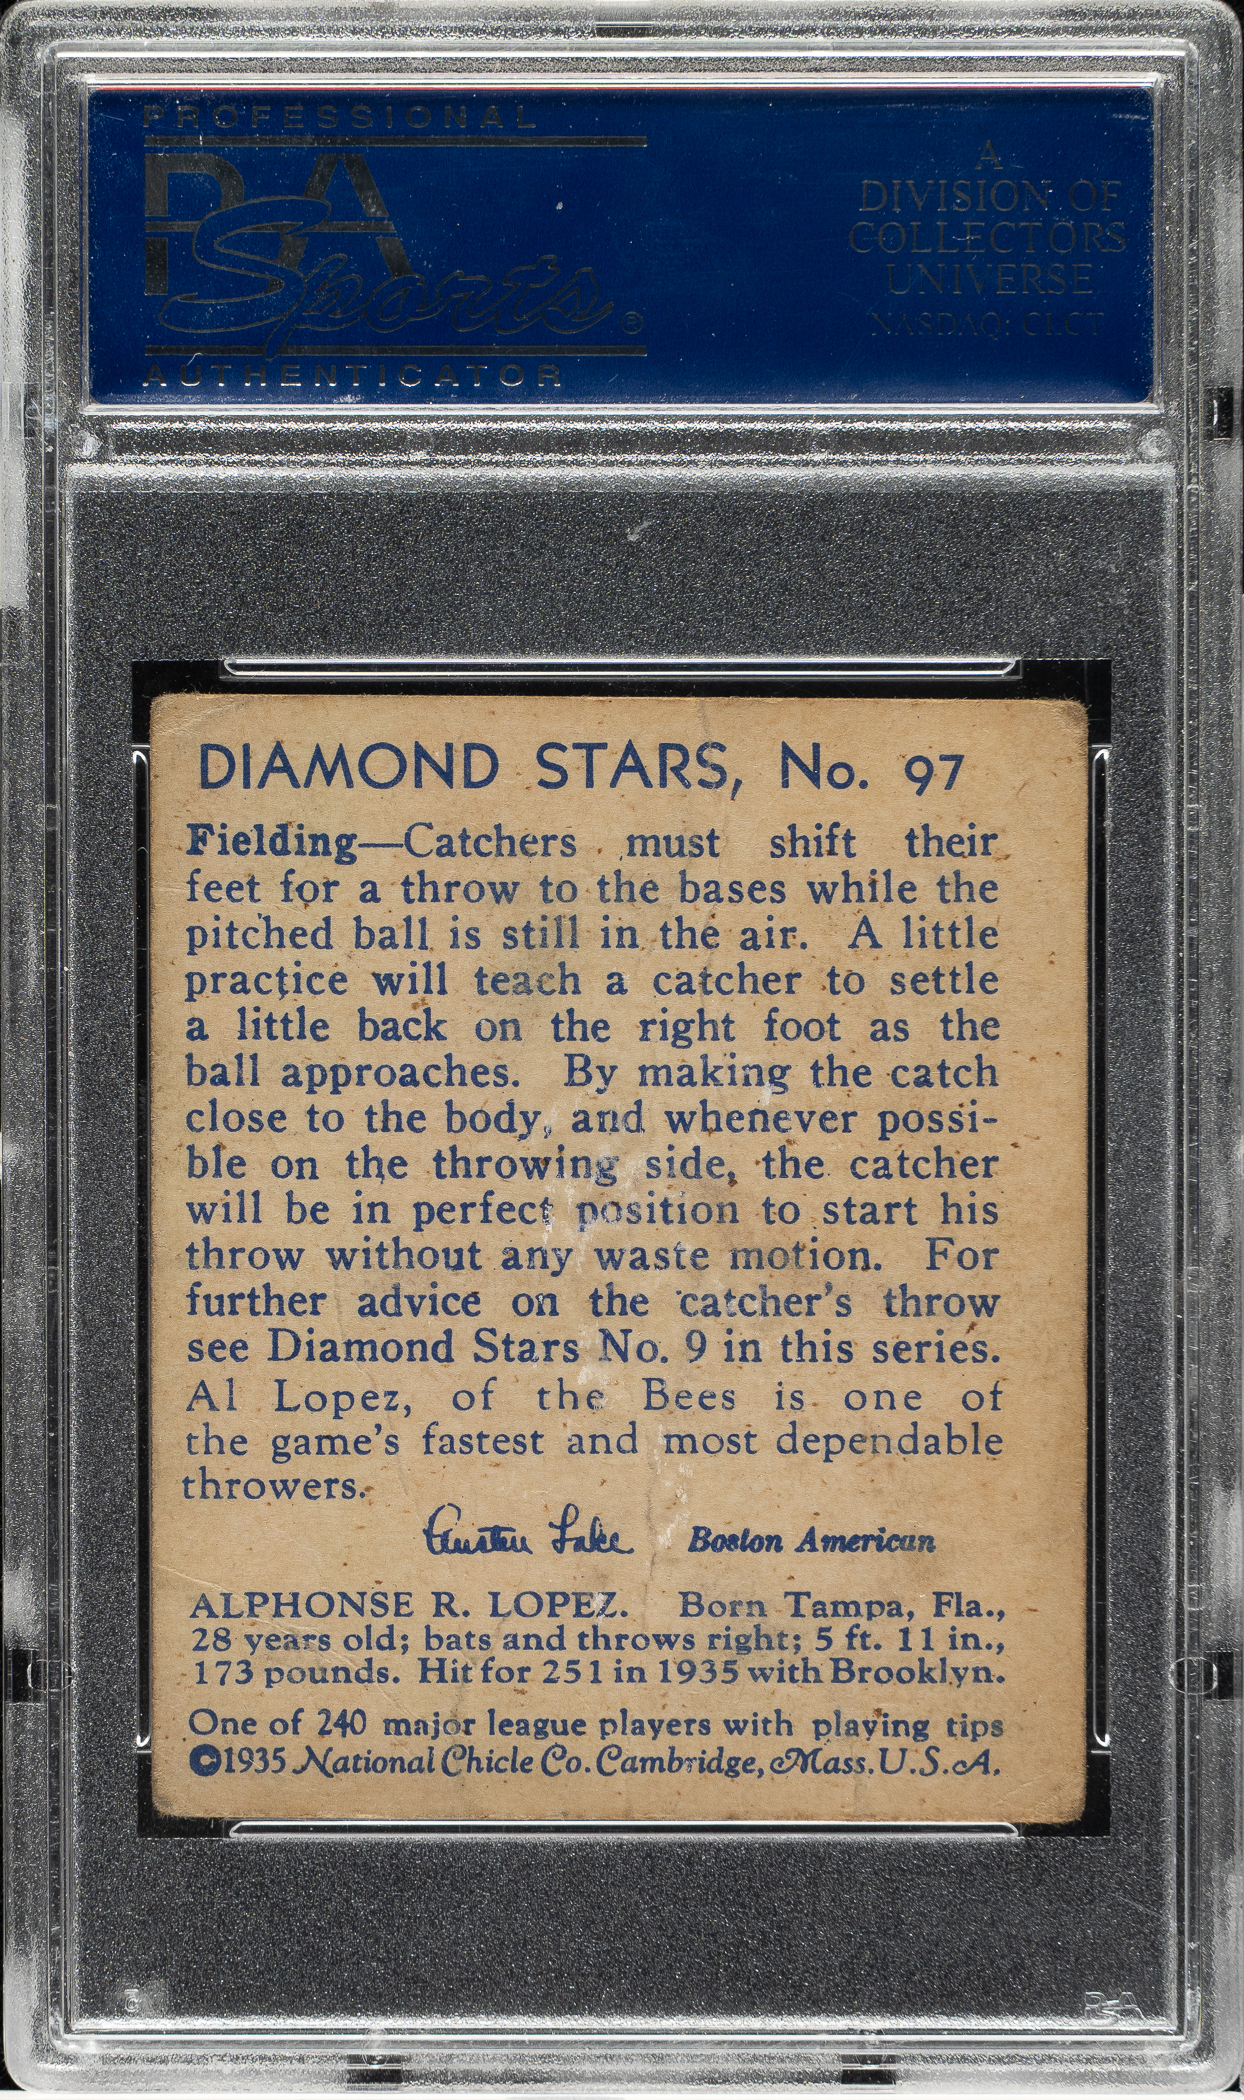 PROFESSIONAL
PSA
Sports®
AUTHENTICATOR
A
DIVISION OF
COLLECTORS
UNIVERSE
NASDAQ: CLCT
DIAMOND STARS, No. 97
Fielding—Catchers must shift their
feet for a throw to the bases while the
pitched ball is still in the air. A little
practice will teach a catcher to settle
a little back on the right foot as the
ball approaches. By making the catch
close to the body, and whenever possi-
ble on the throwing side, the catcher
will be in perfect position to start his
throw without any waste motion. For
further advice on the catcher's throw
see Diamond Stars No. 9 in this series.
Al Lopez, of the Bees is one of
the game's fastest and most dependable
throwers.
Austen Lake Boston American
ALPHONSE R. LOPEZ. Born Tampa, Fla.,
28 years old; bats and throws right; 5 ft. 11 in.,
173 pounds. Hit for 251 in 1935 with Brooklyn.
One of 240 major league players with playing tips
©1935 National Chicle Co. Cambridge, Mass. U.S.A.
PSA